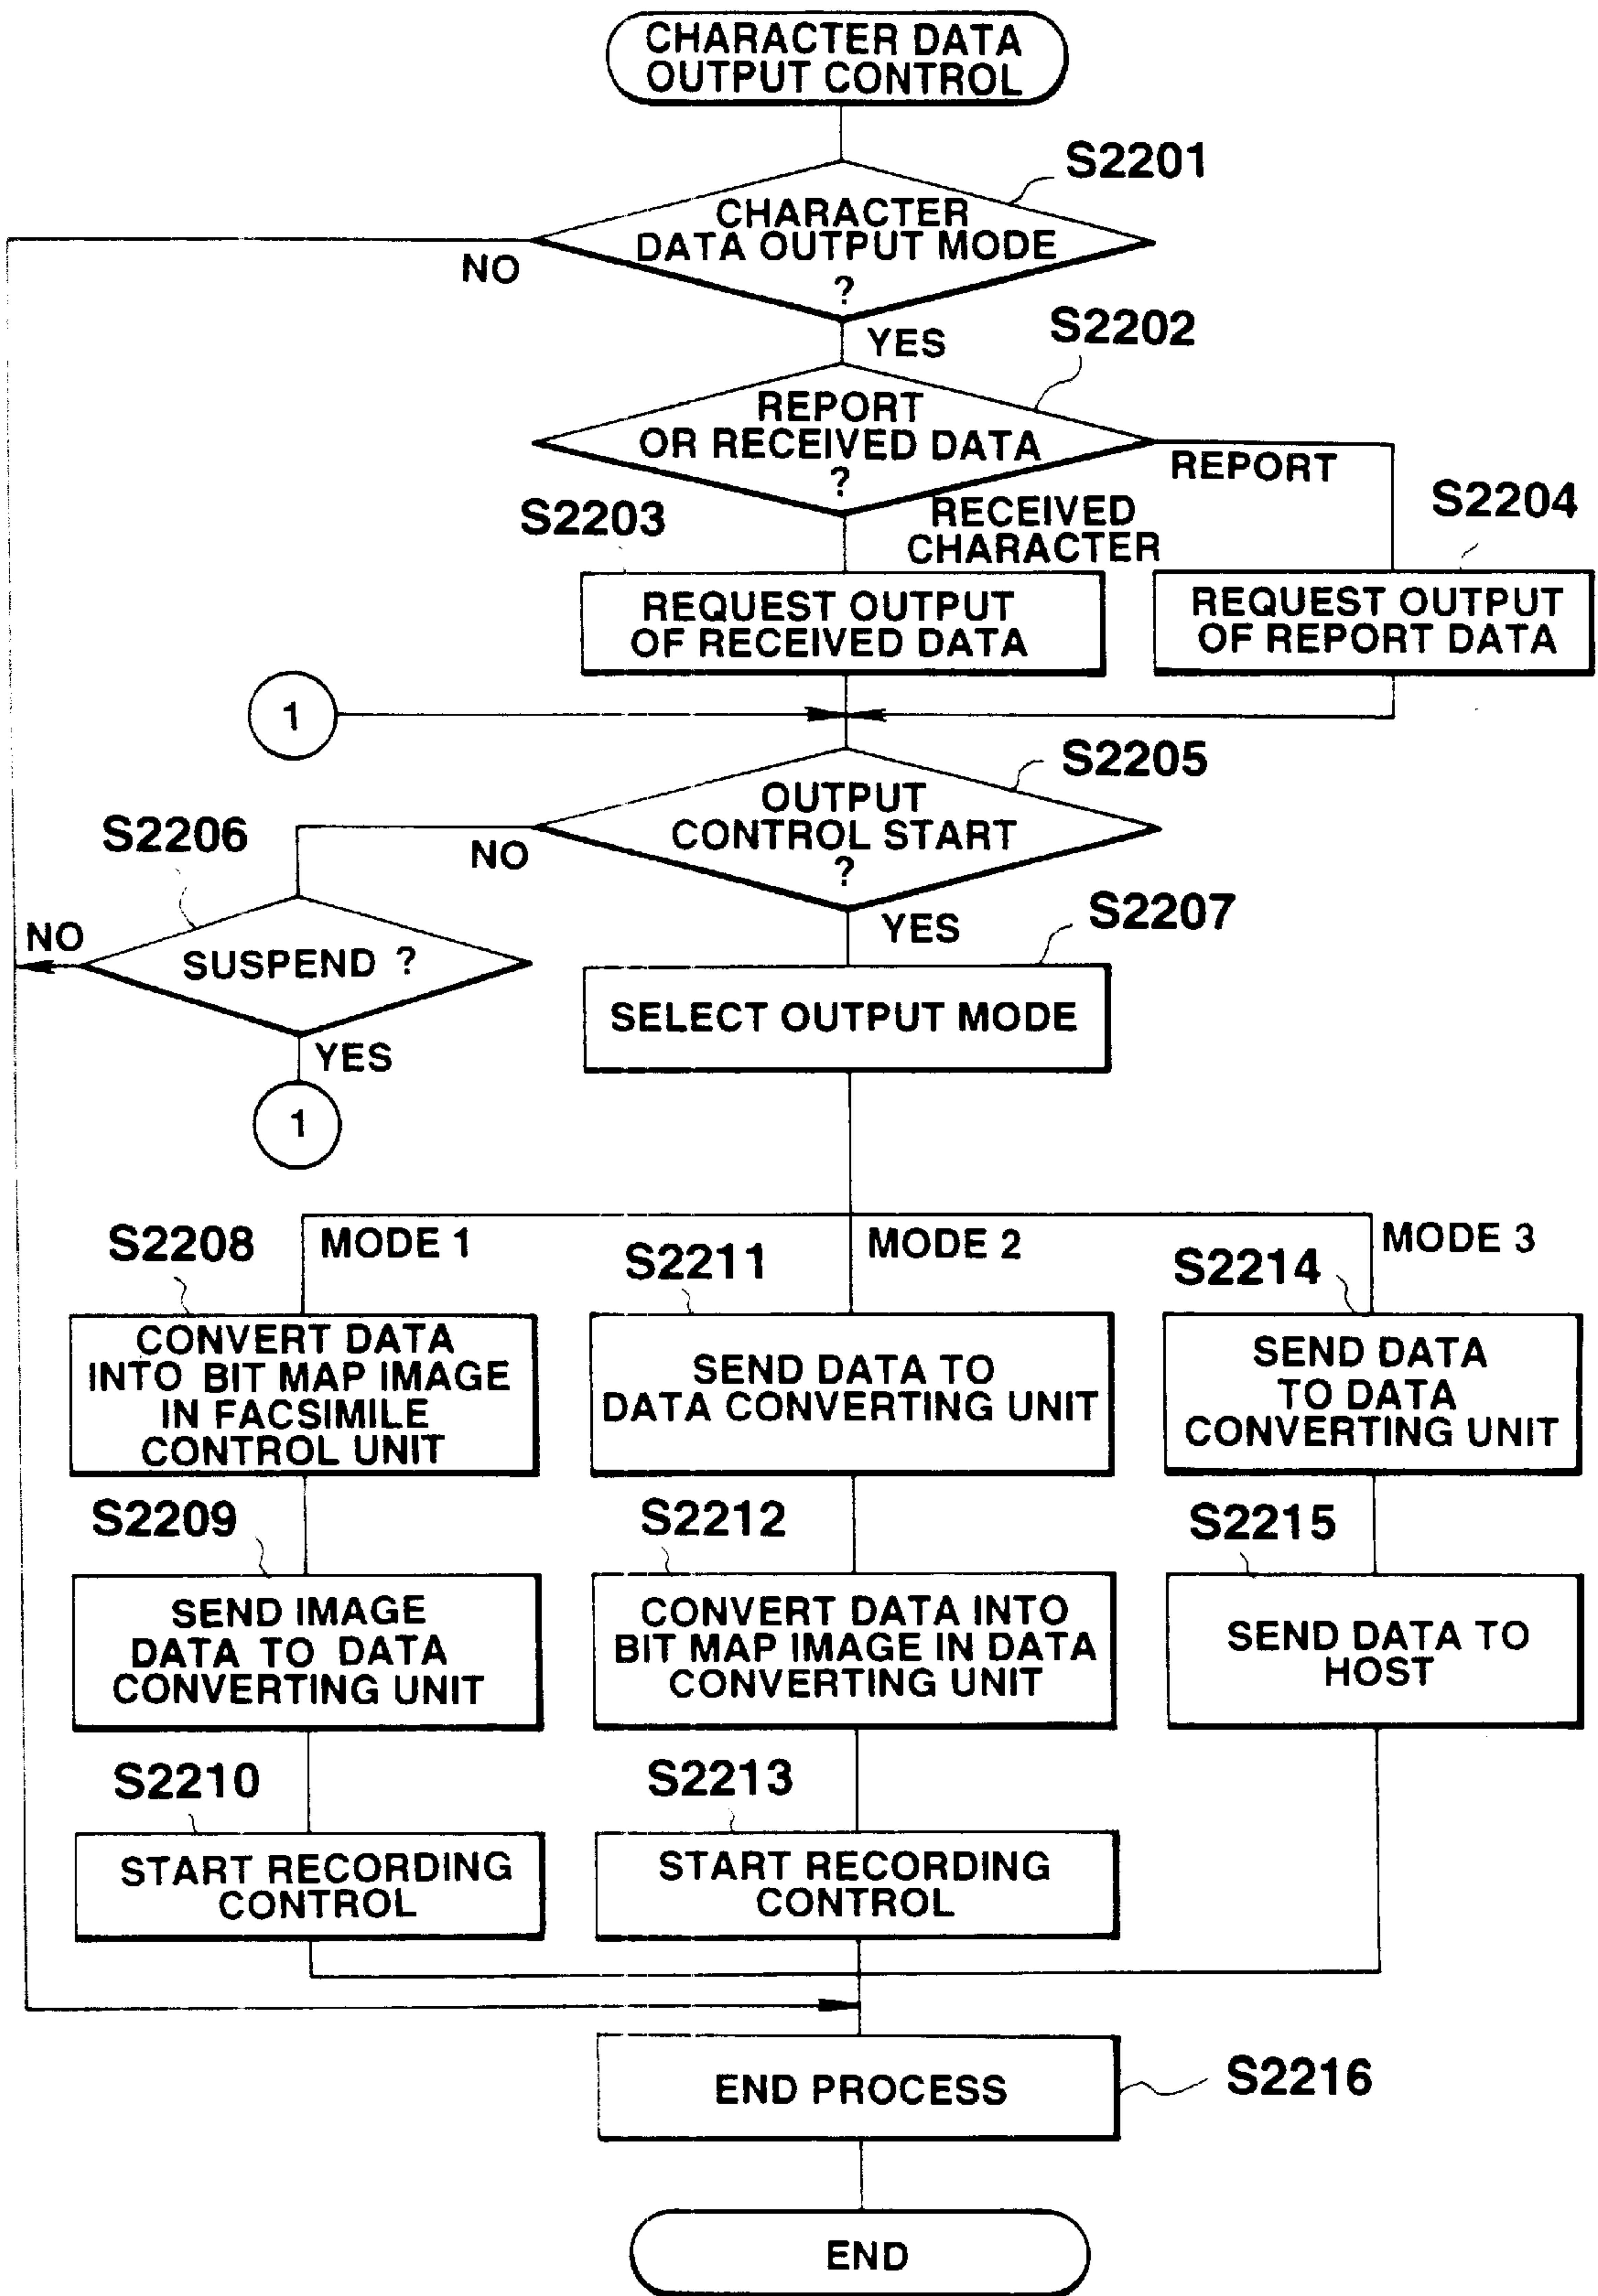 CHARACTER DATA
OUTPUT CONTROL
S2201
CHARACTER
DATA OUTPUT MODE
?
NO
YES
S2202
REPORT
OR RECEIVED DATA
?
REPORT
RECEIVED
CHARACTER
S2203
S2204
REQUEST OUTPUT
OF RECEIVED DATA
REQUEST OUTPUT
OF REPORT DATA
1
S2205
OUTPUT
CONTROL START
?
NO
YES
S2206
SUSPEND ?
NO
YES
1
S2207
SELECT OUTPUT MODE
S2208
MODE 1
CONVERT DATA
INTO BIT MAP IMAGE
IN FACSIMILE
CONTROL UNIT
S2209
SEND IMAGE
DATA TO DATA
CONVERTING UNIT
S2210
START RECORDING
CONTROL
S2211
MODE 2
SEND DATA TO
DATA CONVERTING UNIT
S2212
CONVERT DATA INTO
BIT MAP IMAGE IN DATA
CONVERTING UNIT
S2213
START RECORDING
CONTROL
S2214
MODE 3
SEND DATA
TO DATA
CONVERTING UNIT
S2215
SEND DATA TO
HOST
END PROCESS
S2216
END